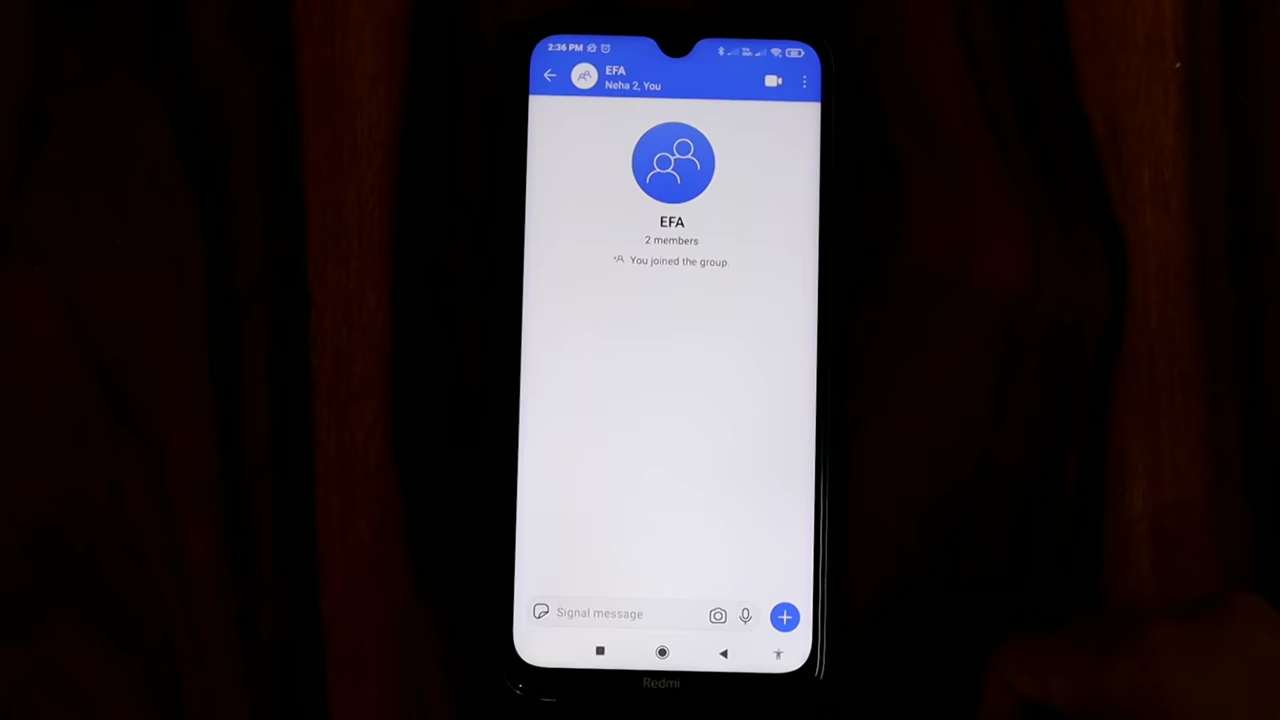 2:36 PM
EFA
Neha 2, You
EFA
2 members
You joined the group.
Signal message
Redmi